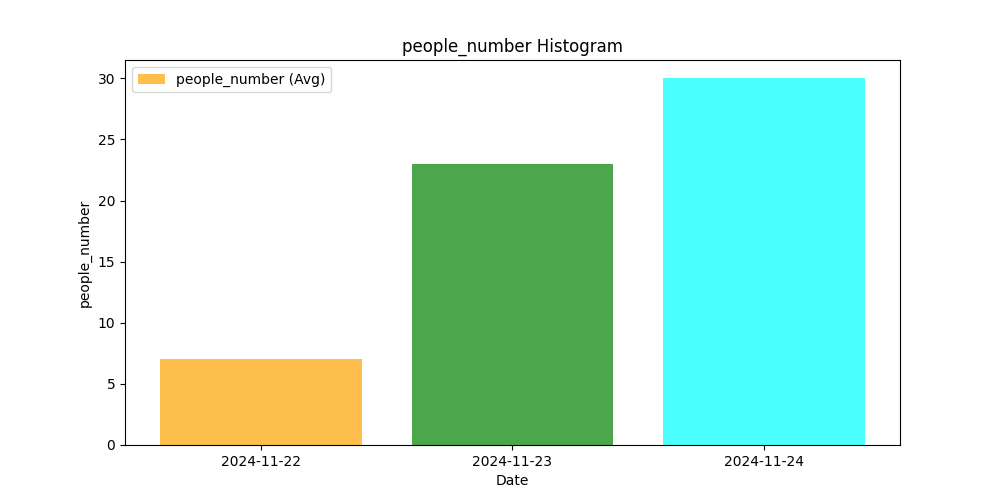 people_number Histogram
people_number (Avg)
30
25
20
15
10
5
0
people_number
2024-11-22
2024-11-23
2024-11-24
Date